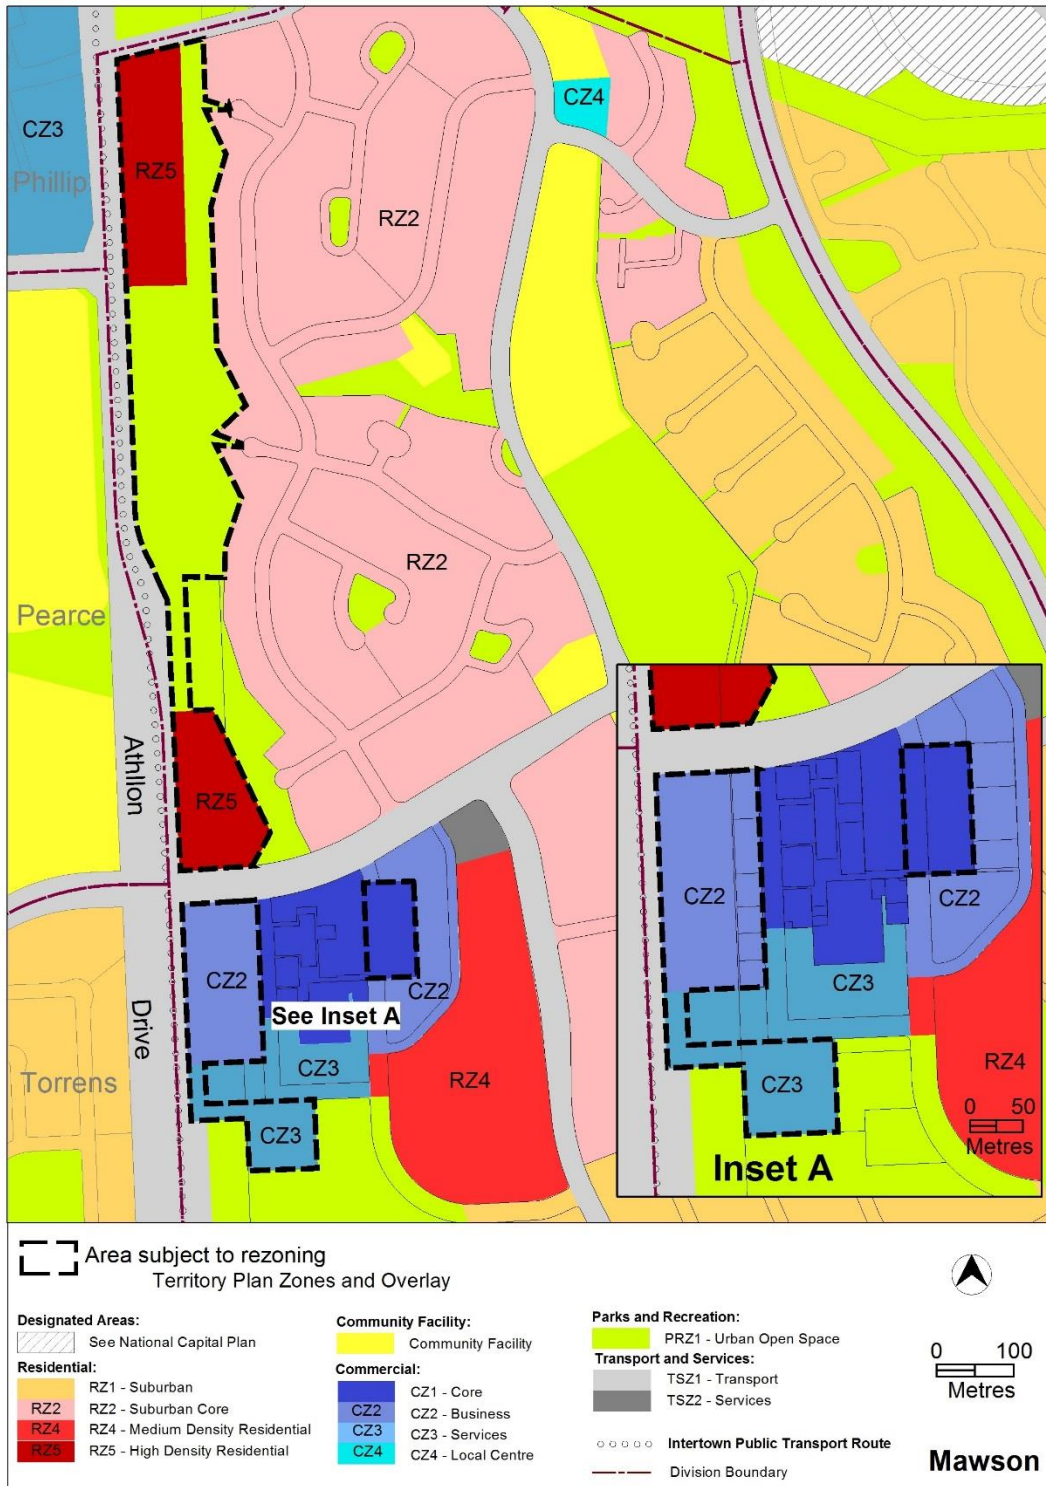 CZ4
CZ3
Phillip
RZ5
RZ2
RZ2
Pearce
Athllon
RZ5
CZ2
CZ2
CZ2
CZ2
See Inset A
CZ3
Drive
CZ3
RZ4
RZ4
Torrens
CZ3
CZ3
0 50
Metres
Inset A
Area subject to rezoning
Territory Plan Zones and Overlay
Designated Areas:
See National Capital Plan
Residential:
RZ1 - Suburban
RZ2 RZ2 - Suburban Core
RZ4 RZ4 - Medium Density Residential
RZ5 RZ5 - High Density Residential
Community Facility:
Community Facility
Commercial:
CZ1 - Core
CZ2 CZ2 - Business
CZ3 CZ3 - Services
CZ4 CZ4 - Local Centre
Parks and Recreation:
PRZ1 - Urban Open Space
Transport and Services:
TSZ1 - Transport
TSZ2 - Services
Intertown Public Transport Route
Division Boundary
0 100
Metres
Mawson